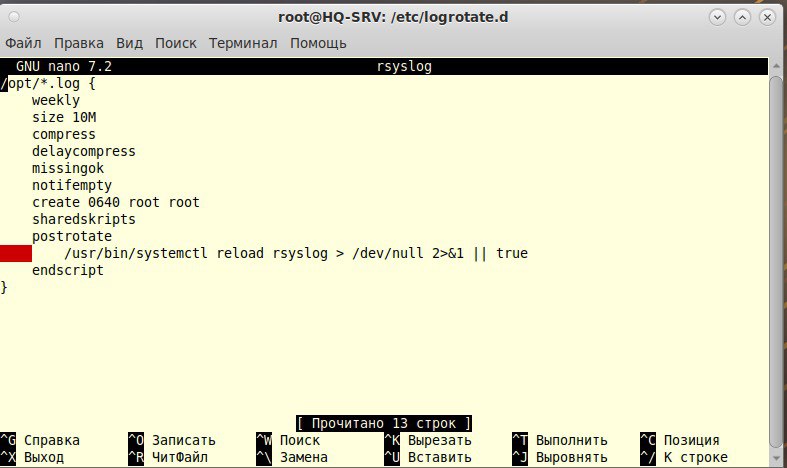 root@HQ-SRV: /etc/logrotate.d
Файл Правка Вид Поиск Терминал Помощь
GNU nano 7.2 rsyslog
/opt/*.log {
weekly
size 10M
compress
delaycompress
missingok
notifempty
create 0640 root root
sharedskripts
postrotate
/usr/bin/systemctl reload rsyslog > /dev/null 2>&1 || true
endscript
}
[ Прочитано 13 строк ]
^G Справка ^O Записать ^W Поиск ^K Вырезать ^T Выполнить ^C Позиция
^X Выход ^R ЧитФайл ^\ Замена ^U Вставить ^J Выровнять ^/ К строке